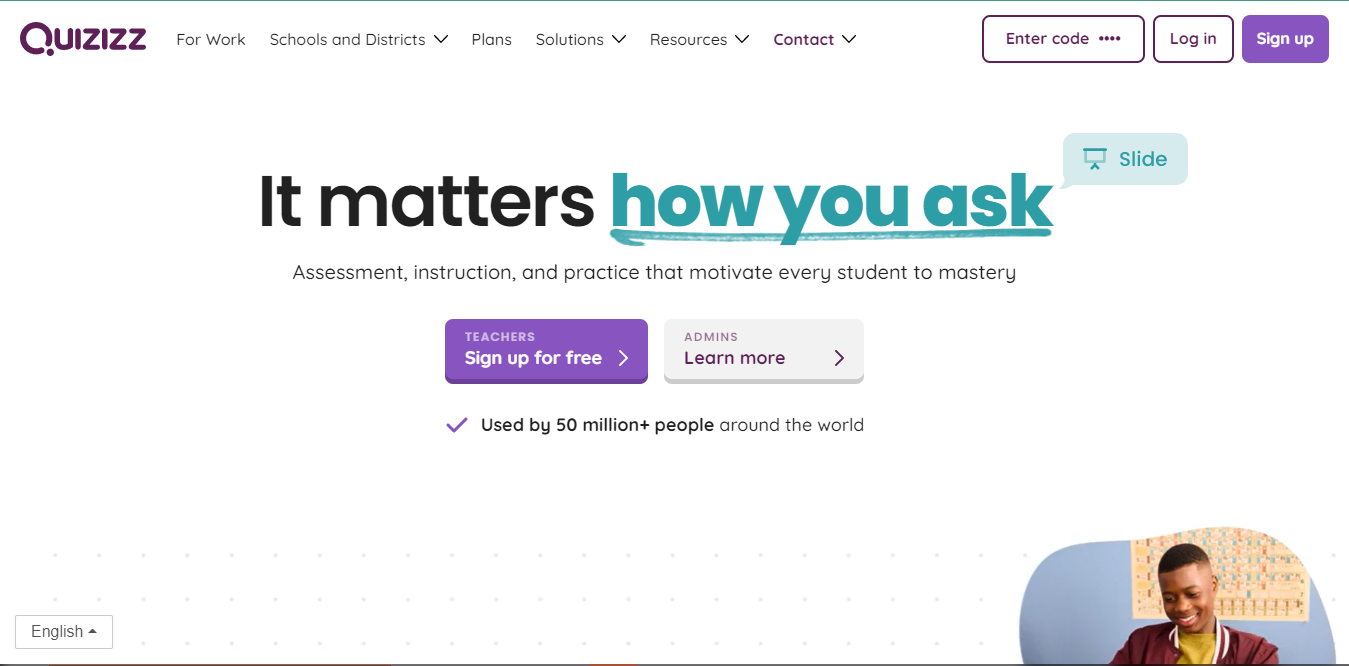 QUIZIZZ For Work Schools and Districts Plans Solutions Resources Contact Enter code •••• Log in Sign up
Slide
It matters how you ask
Assessment, instruction, and practice that motivate every student to mastery
TEACHERS
Sign up for free
ADMINS
Learn more
Used by 50 million+ people around the world
English